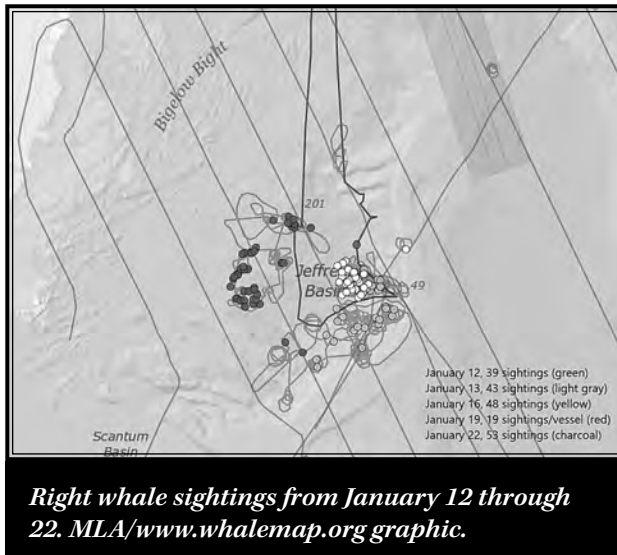 Bigelow Bight
201
Jeffre
Basin
49
January 12, 39 sightings (green)
January 13, 43 sightings (light gray)
January 16, 48 sightings (yellow)
January 19, 19 sightings/vessel (red)
January 22, 53 sightings (charcoal)
Scantum
Basin
Right whale sightings from January 12 through
22. MLA/www.whalemap.org graphic.